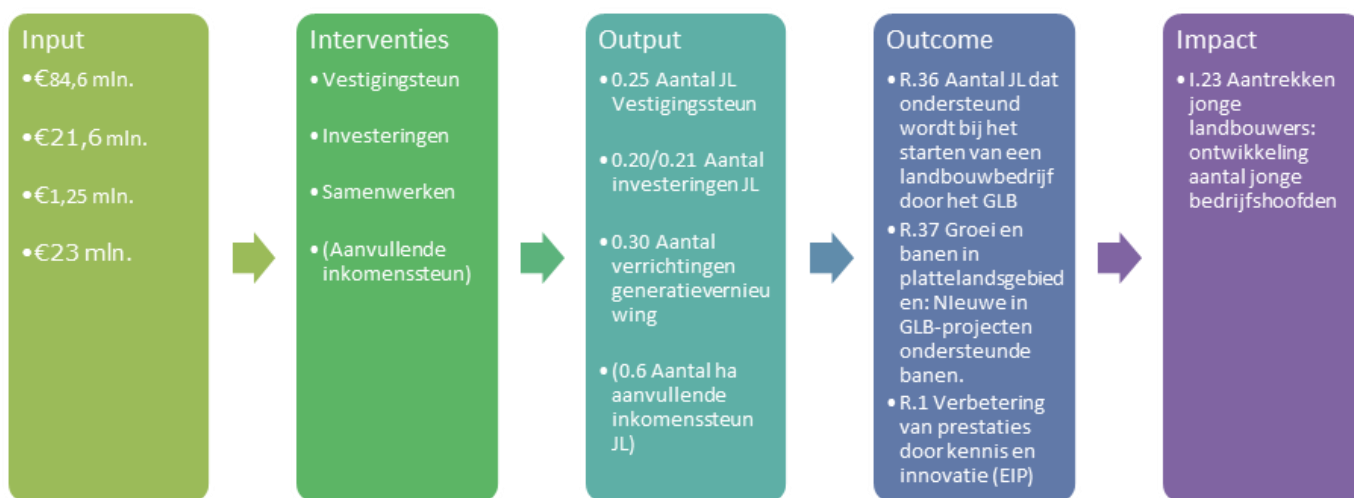 Input
•€84,6 mln.
•€21,6 mln.
•€1,25 mln.
•€23 mln.
Interventies
•Vestigingsteun
•Investeringen
•Samenwerken
•(Aanvullende
inkomenssteun)
Output
•0.25 Aantal JL
Vestigingssteun
•0.20/0.21 Aantal
investeringen JL
•0.30 Aantal
verrichtingen
generatievernieu
wing
•(0.6 Aantal ha
aanvullende
inkomenssteun
JL)
Outcome
•R.36 Aantal JL dat
ondersteund
wordt bij het
starten van een
landbouwbedrijf
door het GLB
•R.37 Groei en
banen in
plattelandsgebied
en: NIeuwe in
GLB-projecten
ondersteunde
banen.
•R.1 Verbetering
van prestaties
door kennis en
innovatie (EIP)
Impact
•I.23 Aantrekken
jonge
landbouwers:
ontwikkeling
aantal jonge
bedrijfshoofden